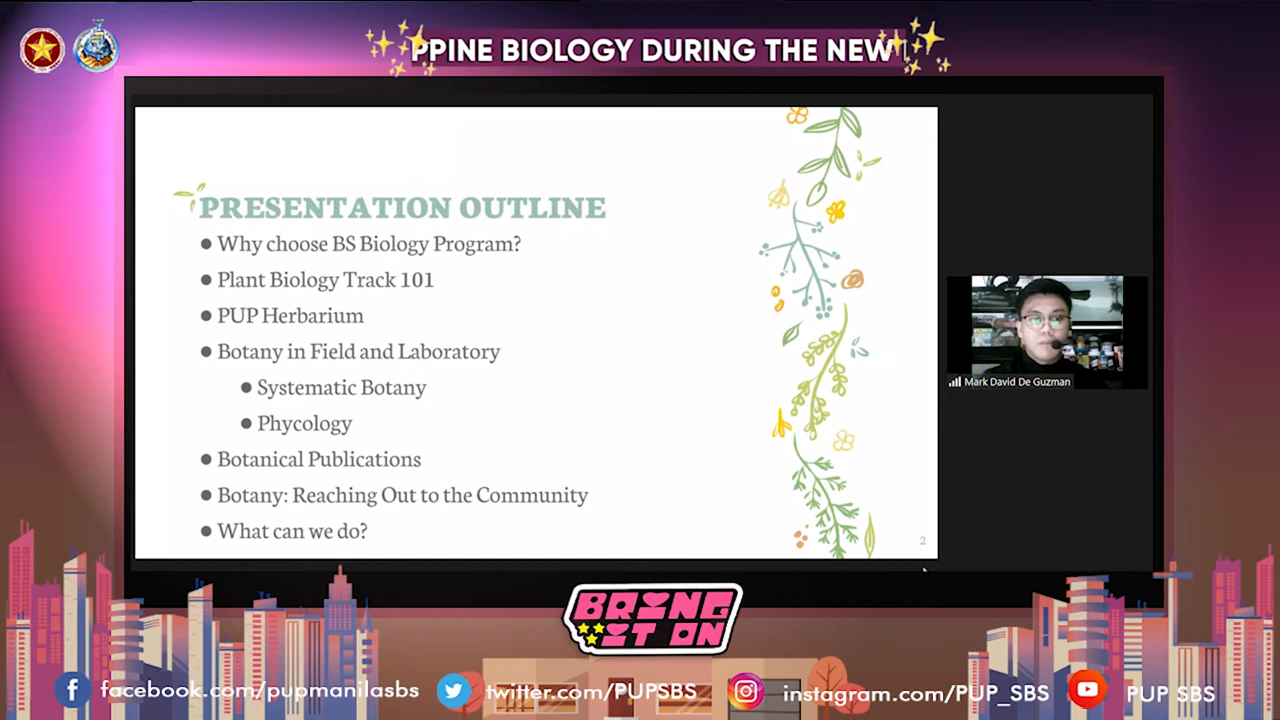 PPINE BIOLOGY DURING THE NEW
PRESENTATION OUTLINE
● Why choose BS Biology Program?
● Plant Biology Track 101
● PUP Herbarium
● Botany in Field and Laboratory
● Systematic Botany
● Phycology
● Botanical Publications
● Botany: Reaching Out to the Community
● What can we do?
2
Mark David De Guzman
BRING
IT ON
facebook.com/pupmanilasbs
twitter.com/PUPSBS
instagram.com/PUP_SBS
PUP SBS